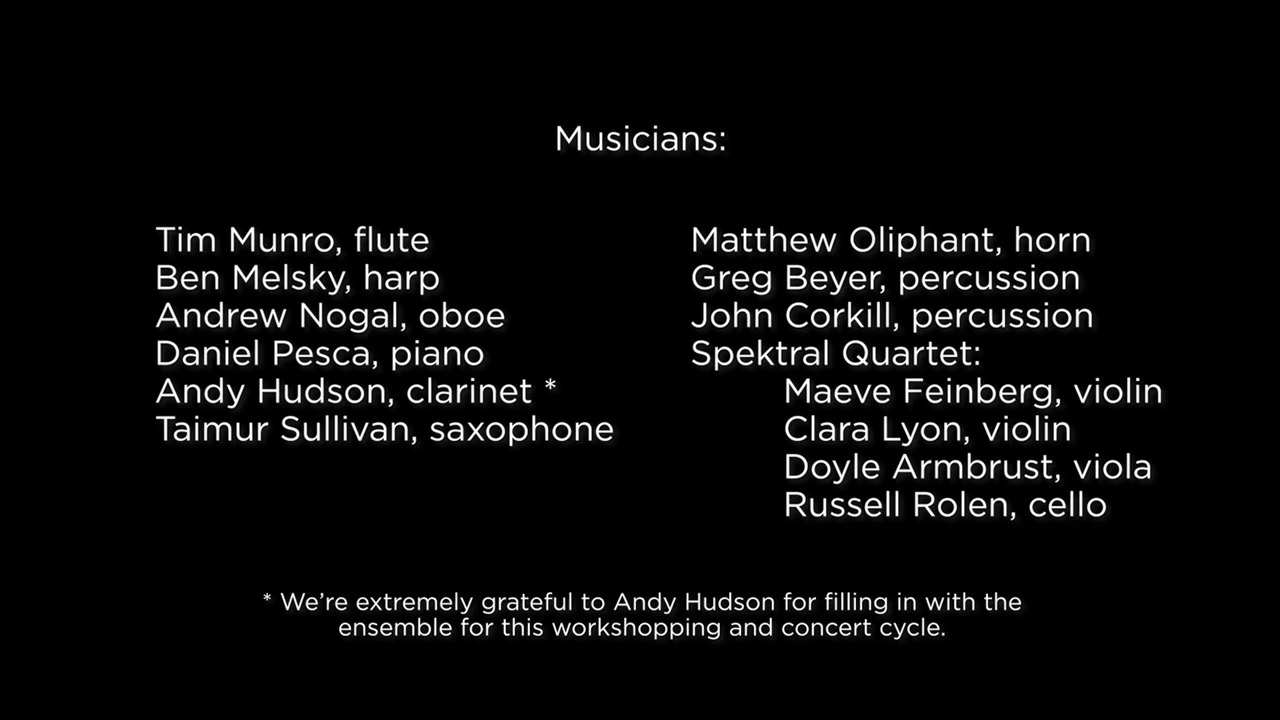 Musicians:
Tim Munro, flute
Ben Melsky, harp
Andrew Nogal, oboe
Daniel Pesca, piano
Andy Hudson, clarinet *
Taimur Sullivan, saxophone
Matthew Oliphant, horn
Greg Beyer, percussion
John Corkill, percussion
Spektral Quartet:
Maeve Feinberg, violin
Clara Lyon, violin
Doyle Armbrust, viola
Russell Rolen, cello
* We’re extremely grateful to Andy Hudson for filling in with the
ensemble for this workshopping and concert cycle.